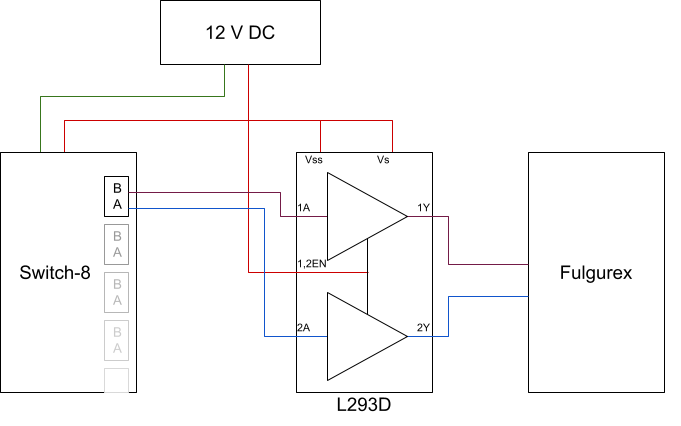 12 V DC
Vss
Vs
B
A
1A
1Y
B
A
Switch-8
1,2EN
Fulgurex
B
A
B
A
2A
2Y
L293D